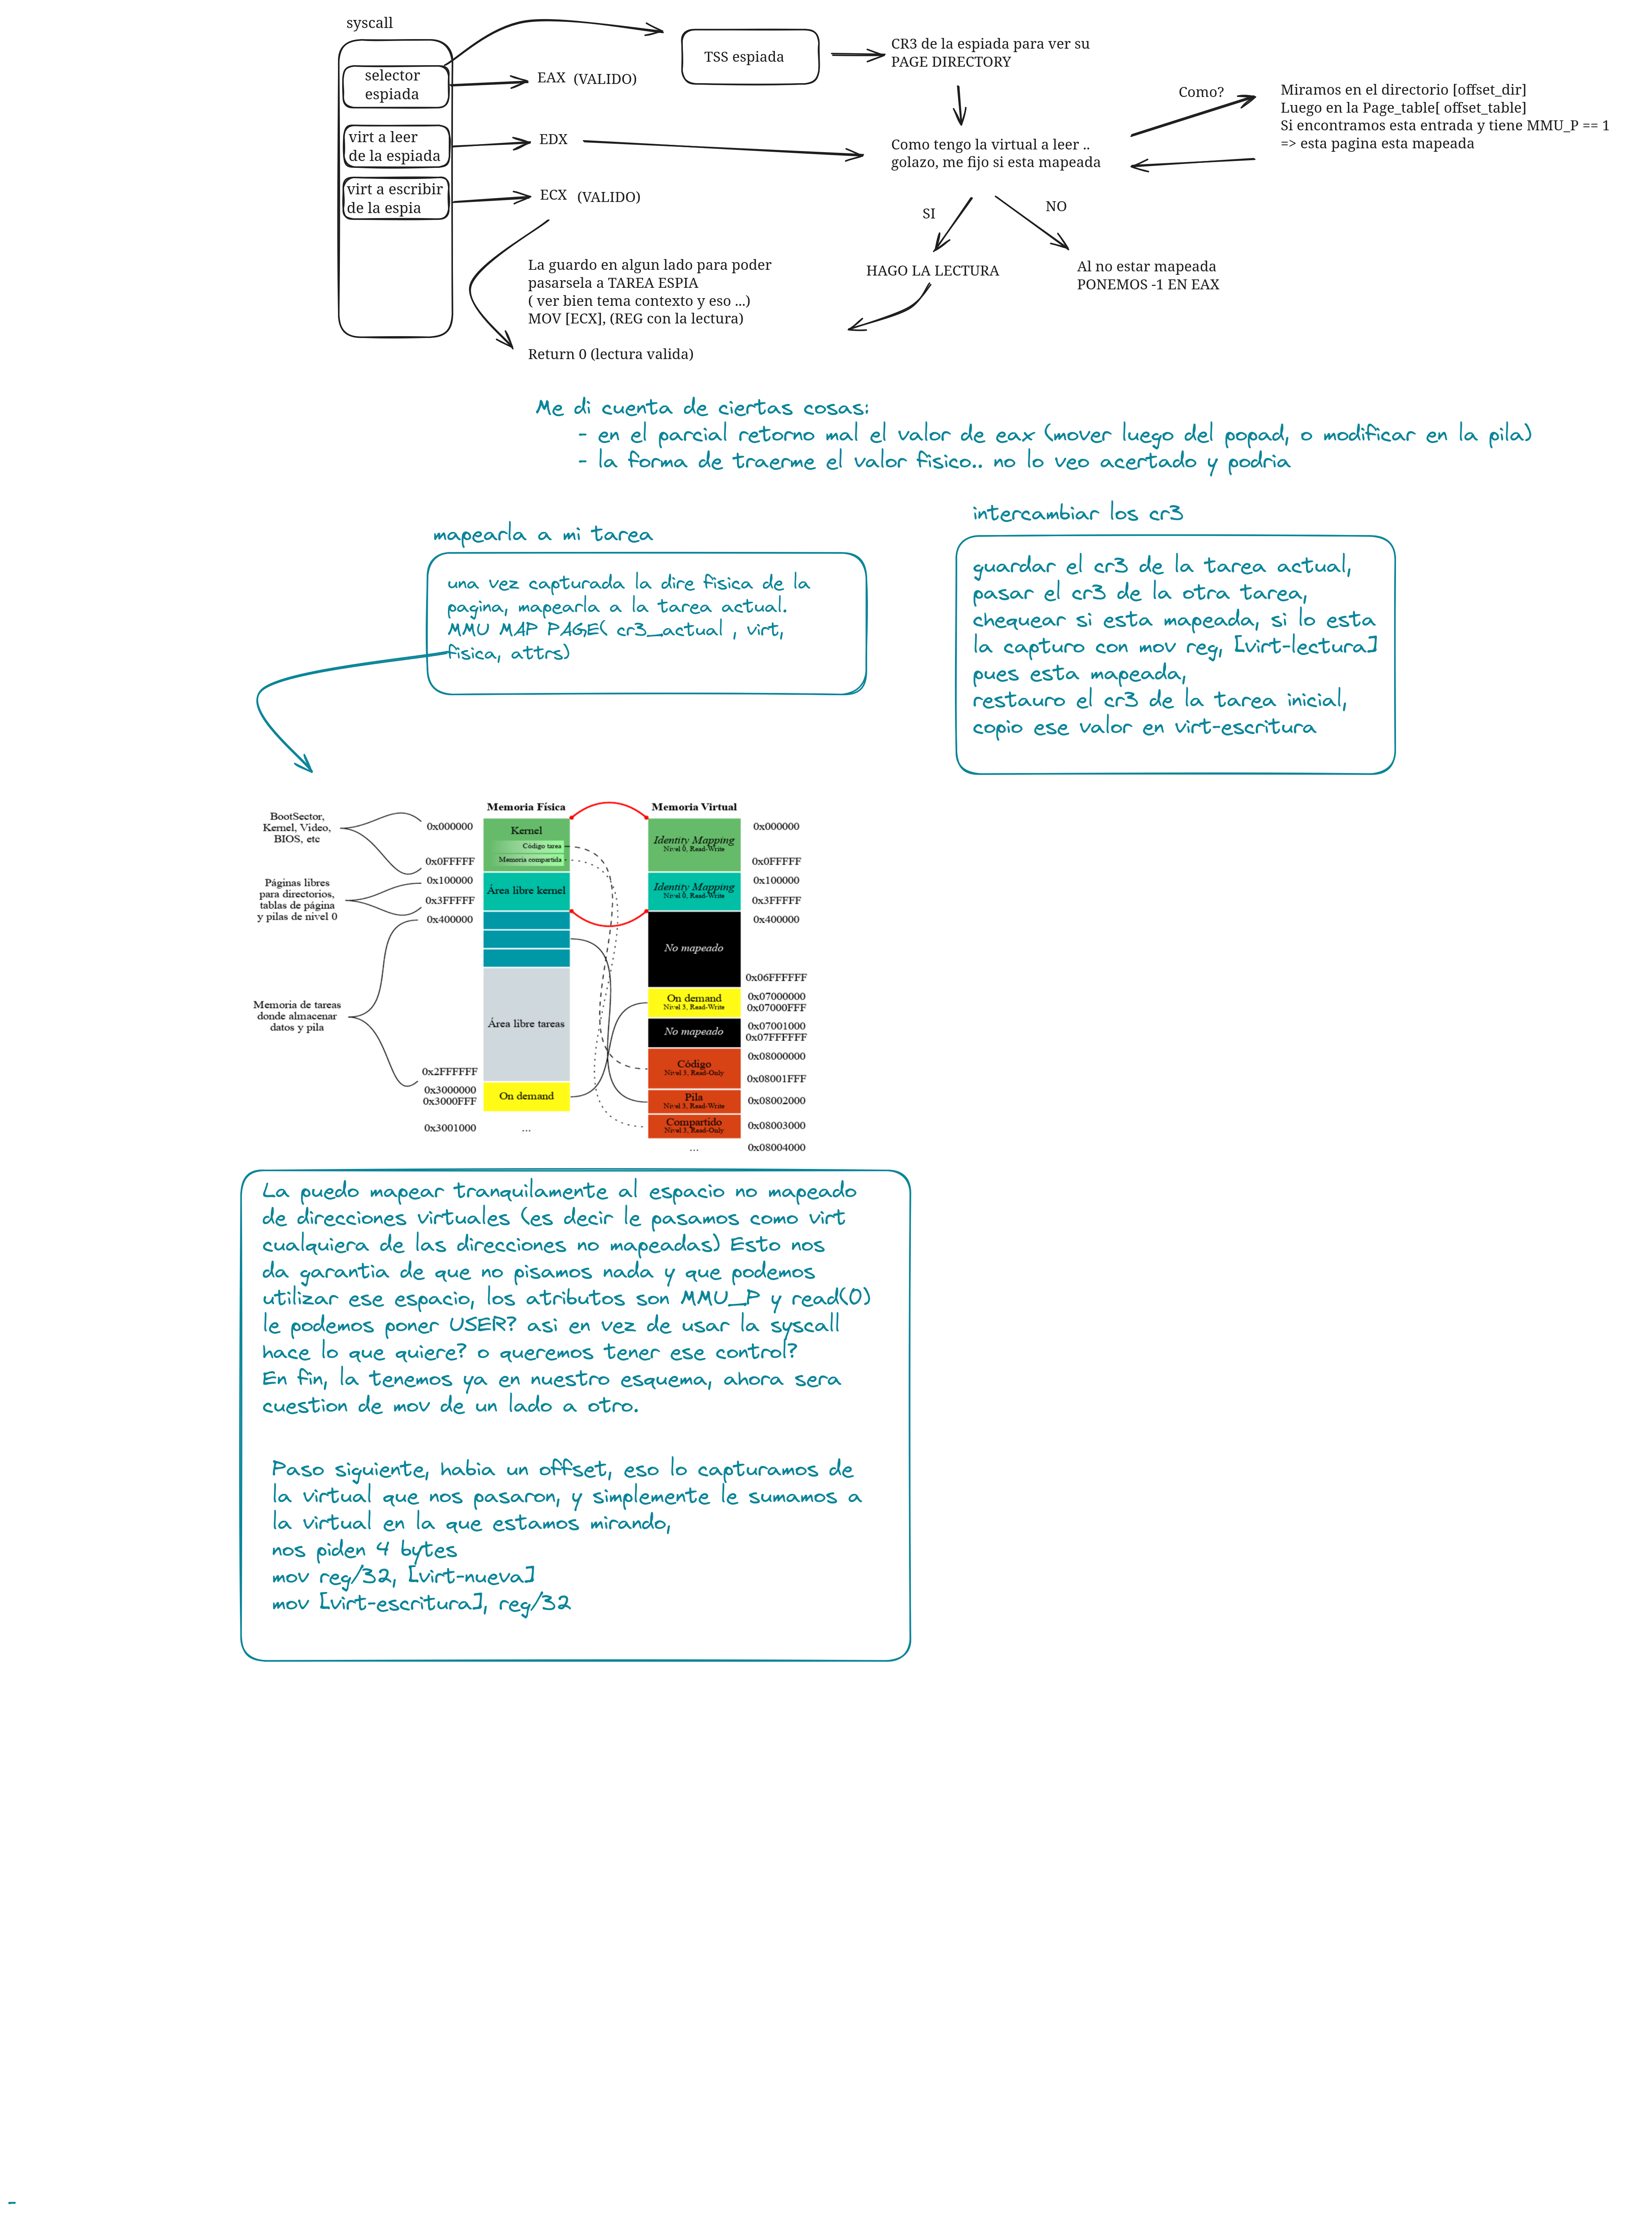 syscall
selector
espiada
virt a leer
de la espiada
virt a escribir
de la espia
EAX (VALIDO)
EDX
ECX (VALIDO)
TSS espiada
CR3 de la espiada para ver su
PAGE DIRECTORY
Como tengo la virtual a leer ..
golazo, me fijo si esta mapeada
Como?
Miramos en el directorio [offset_dir]
Luego en la Page_table[ offset_table]
Si encontramos esta entrada y tiene MMU_P == 1
=> esta pagina esta mapeada
SI
NO
HAGO LA LECTURA
Al no estar mapeada
PONEMOS -1 EN EAX
La guardo en algun lado para poder
pasarsela a TAREA ESPIA
( ver bien tema contexto y eso ...)
MOV [ECX], (REG con la lectura)
Return 0 (lectura valida)
Me di cuenta de ciertas cosas:
- en el parcial retorno mal el valor de eax (mover luego del popad, o modificar en la pila)
- la forma de traerme el valor fisico.. no lo veo acertado y podria
mapearla a mi tarea
una vez capturada la dire fisica de la
pagina, mapearla a la tarea actual.
MMU MAP PAGE( cr3_actual , virt,
fisica, attrs)
intercambiar los cr3
guardar el cr3 de la tarea actual,
pasar el cr3 de la otra tarea,
chequear si esta mapeada, si lo esta
la capturo con mov reg, [virt-lectura]
pues esta mapeada,
restauro el cr3 de la tarea inicial,
copio ese valor en virt-escritura
BootSector,
Kernel, Video,
BIOS, etc
Páginas libres
para directorios,
tablas de página
y pilas de nivel 0
Memoria de tareas
donde almacenar
datos y pila
0x000000
0x0FFFFF
0x100000
0x3FFFFF
0x400000
0x2FFFFFF
0x3000000
0x3000FFF
0x3001000
Memoria Física
Kernel
Código tarea
Memoria compartida
Área libre kernel
Área libre tareas
On demand
...
Memoria Virtual
Identity Mapping
Nivel 0, Read-Write
Identity Mapping
Nivel 0, Read-Write
No mapeado
On demand
Nivel 3, Read-Write
No mapeado
Código
Nivel 3, Read-Only
Pila
Nivel 3, Read-Write
Compartido
Nivel 3, Read-Only
...
0x000000
0x0FFFFF
0x100000
0x3FFFFF
0x400000
0x06FFFFFF
0x07000000
0x07000FFF
0x07001000
0x07FFFFFF
0x08000000
0x08001FFF
0x08002000
0x08003000
0x08004000
La puedo mapear tranquilamente al espacio no mapeado
de direcciones virtuales (es decir le pasamos como virt
cualquiera de las direcciones no mapeadas) Esto nos
da garantia de que no pisamos nada y que podemos
utilizar ese espacio, los atributos son MMU_P y read(0)
le podemos poner USER? asi en vez de usar la syscall
hace lo que quiere? o queremos tener ese control?
En fin, la tenemos ya en nuestro esquema, ahora sera
cuestion de mov de un lado a otro.
Paso siguiente, habia un offset, eso lo capturamos de
la virtual que nos pasaron, y simplemente le sumamos a
la virtual en la que estamos mirando,
nos piden 4 bytes
mov reg/32, [virt-nueva]
mov [virt-escritura], reg/32
-